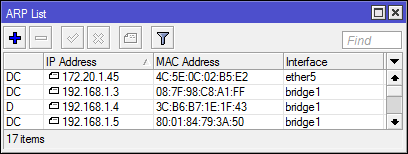 ARP List
Find
IP Address MAC Address Interface
DC 172.20.1.45 4C:5E:0C:02:B5:E2 ether5
DC 192.168.1.3 08:7F:98:C8:A1:FF bridge1
D 192.168.1.4 3C:B6:B7:1E:1F:43 bridge1
DC 192.168.1.5 80:01:84:79:3A:50 bridge1
17 items